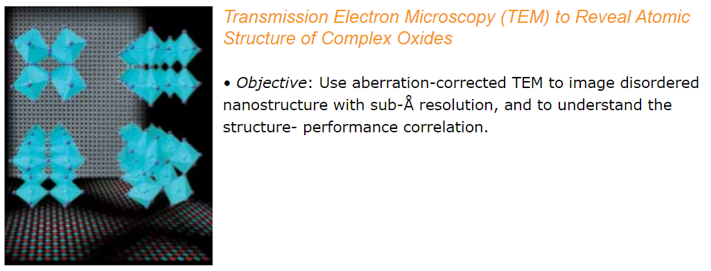 Transmission Electron Microscopy (TEM) to Reveal Atomic
Structure of Complex Oxides
• Objective: Use aberration-corrected TEM to image disordered
nanostructure with sub-Å resolution, and to understand the
structure- performance correlation.